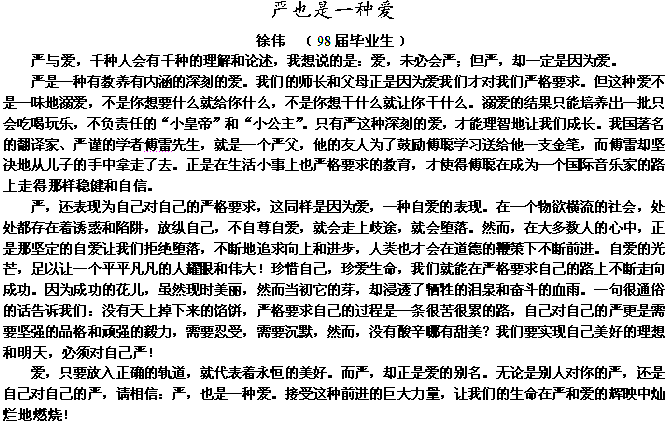 严也是一种爱
徐伟 （98届毕业生）
严与爱，千种人会有千种的理解和论述，我想说的是：爱，未必会严；但严，却一定是因为爱。
严是一种有教养有内涵的深刻的爱。我们的师长和父母正是因为爱我们才对我们严格要求。但这种爱不
是一味地溺爱，不是你想要什么就给你什么，不是你想干什么就让你干什么。溺爱的结果只能培养出一批只
会吃喝玩乐，不负责任的“小皇帝”和“小公主”。只有严这种深刻的爱，才能理智地让我们成长。我国著名
的翻译家、严谨的学者傅雷先生，就是一个严父，他的友人为了鼓励傅聪学习送给他一支金笔，而傅雷却坚
决地从儿子的手中拿走了去。正是在生活小事上也严格要求的教育，才使得傅聪在成为一个国际音乐家的路
上走得那样稳健和自信。
严，还表现为自己对自己的严格要求，这同样是因为爱，一种自爱的表现。在一个物欲横流的社会，处
处都存在着诱惑和陷阱，放纵自己，不自尊自爱，就会走上歧途，就会堕落。然而，在大多数人的心中，正
是那坚定的自爱让我们拒绝堕落，不断地追求向上和进步，人类也才会在道德的鞭策下不断前进。自爱的光
芒，足以让一个平平凡凡的人耀眼和伟大！珍惜自己，珍爱生命，我们就能在严格要求自己的路上不断走向
成功。因为成功的花儿，虽然现时美丽，然而当初它的芽，却浸透了牺牲的泪泉和奋斗的血雨。一句很通俗
的话告诉我们：没有天上掉下来的馅饼，严格要求自己的过程是一条很苦很累的路，自己对自己的严更是需
要坚强的品格和顽强的毅力，需要忍受，需要沉默，然而，没有酸辛哪有甜美？我们要实现自己美好的理想
和明天，必须对自己严！
爱，只要放入正确的轨道，就代表着永恒的美好。而严，却正是爱的别名。无论是别人对你的严，还是
自己对自己的严，请相信：严，也是一种爱。接受这种前进的巨大力量，让我们的生命在严和爱的辉映中灿
烂地燃烧！